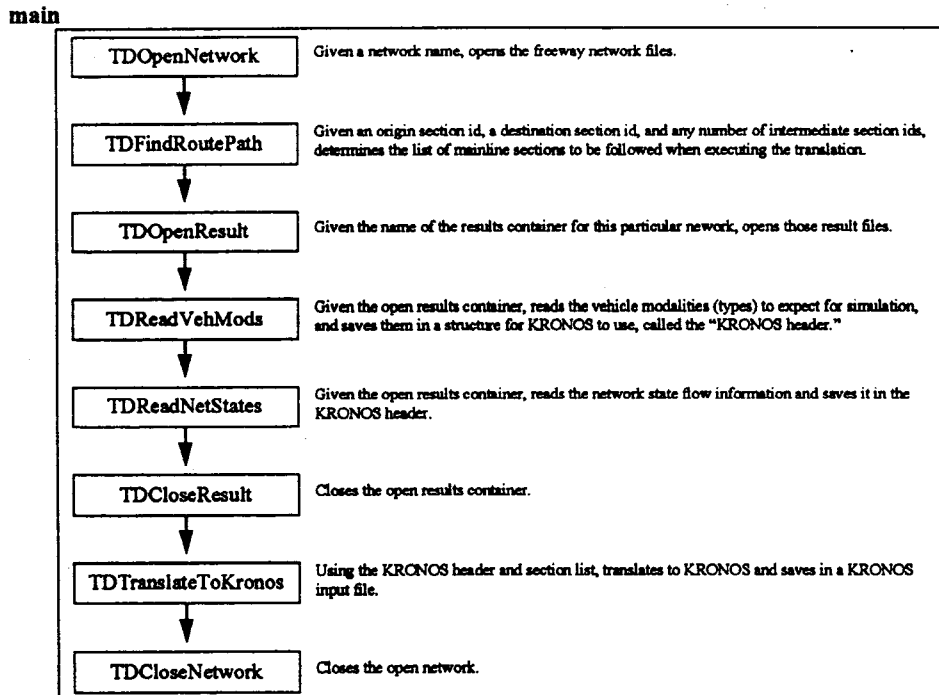 main
TDOpenNetwork
Given a network name, opens the freeway network files.
TDFindRoutePath
Given an origin section id, a destination section id, and any number of intermediate section ids,
determines the list of mainline sections to be followed when executing the translation.
TDOpenResult
Given the name of the results container for this particular nework, opens those result files.
TDReadVehMods
Given the open results container, reads the vehicle modalities (types) to expect for simulation,
and saves them in a structure for KRONOS to use, called the “KRONOS header.”
TDReadNetStates
Given the open results container, reads the network state flow information and saves it in the
KRONOS header.
TDCloseResult
Closes the open results container.
TDTranslateToKronos
Using the KRONOS header and section list, translates to KRONOS and saves in a KRONOS
input file.
TDCloseNetwork
Closes the open network.